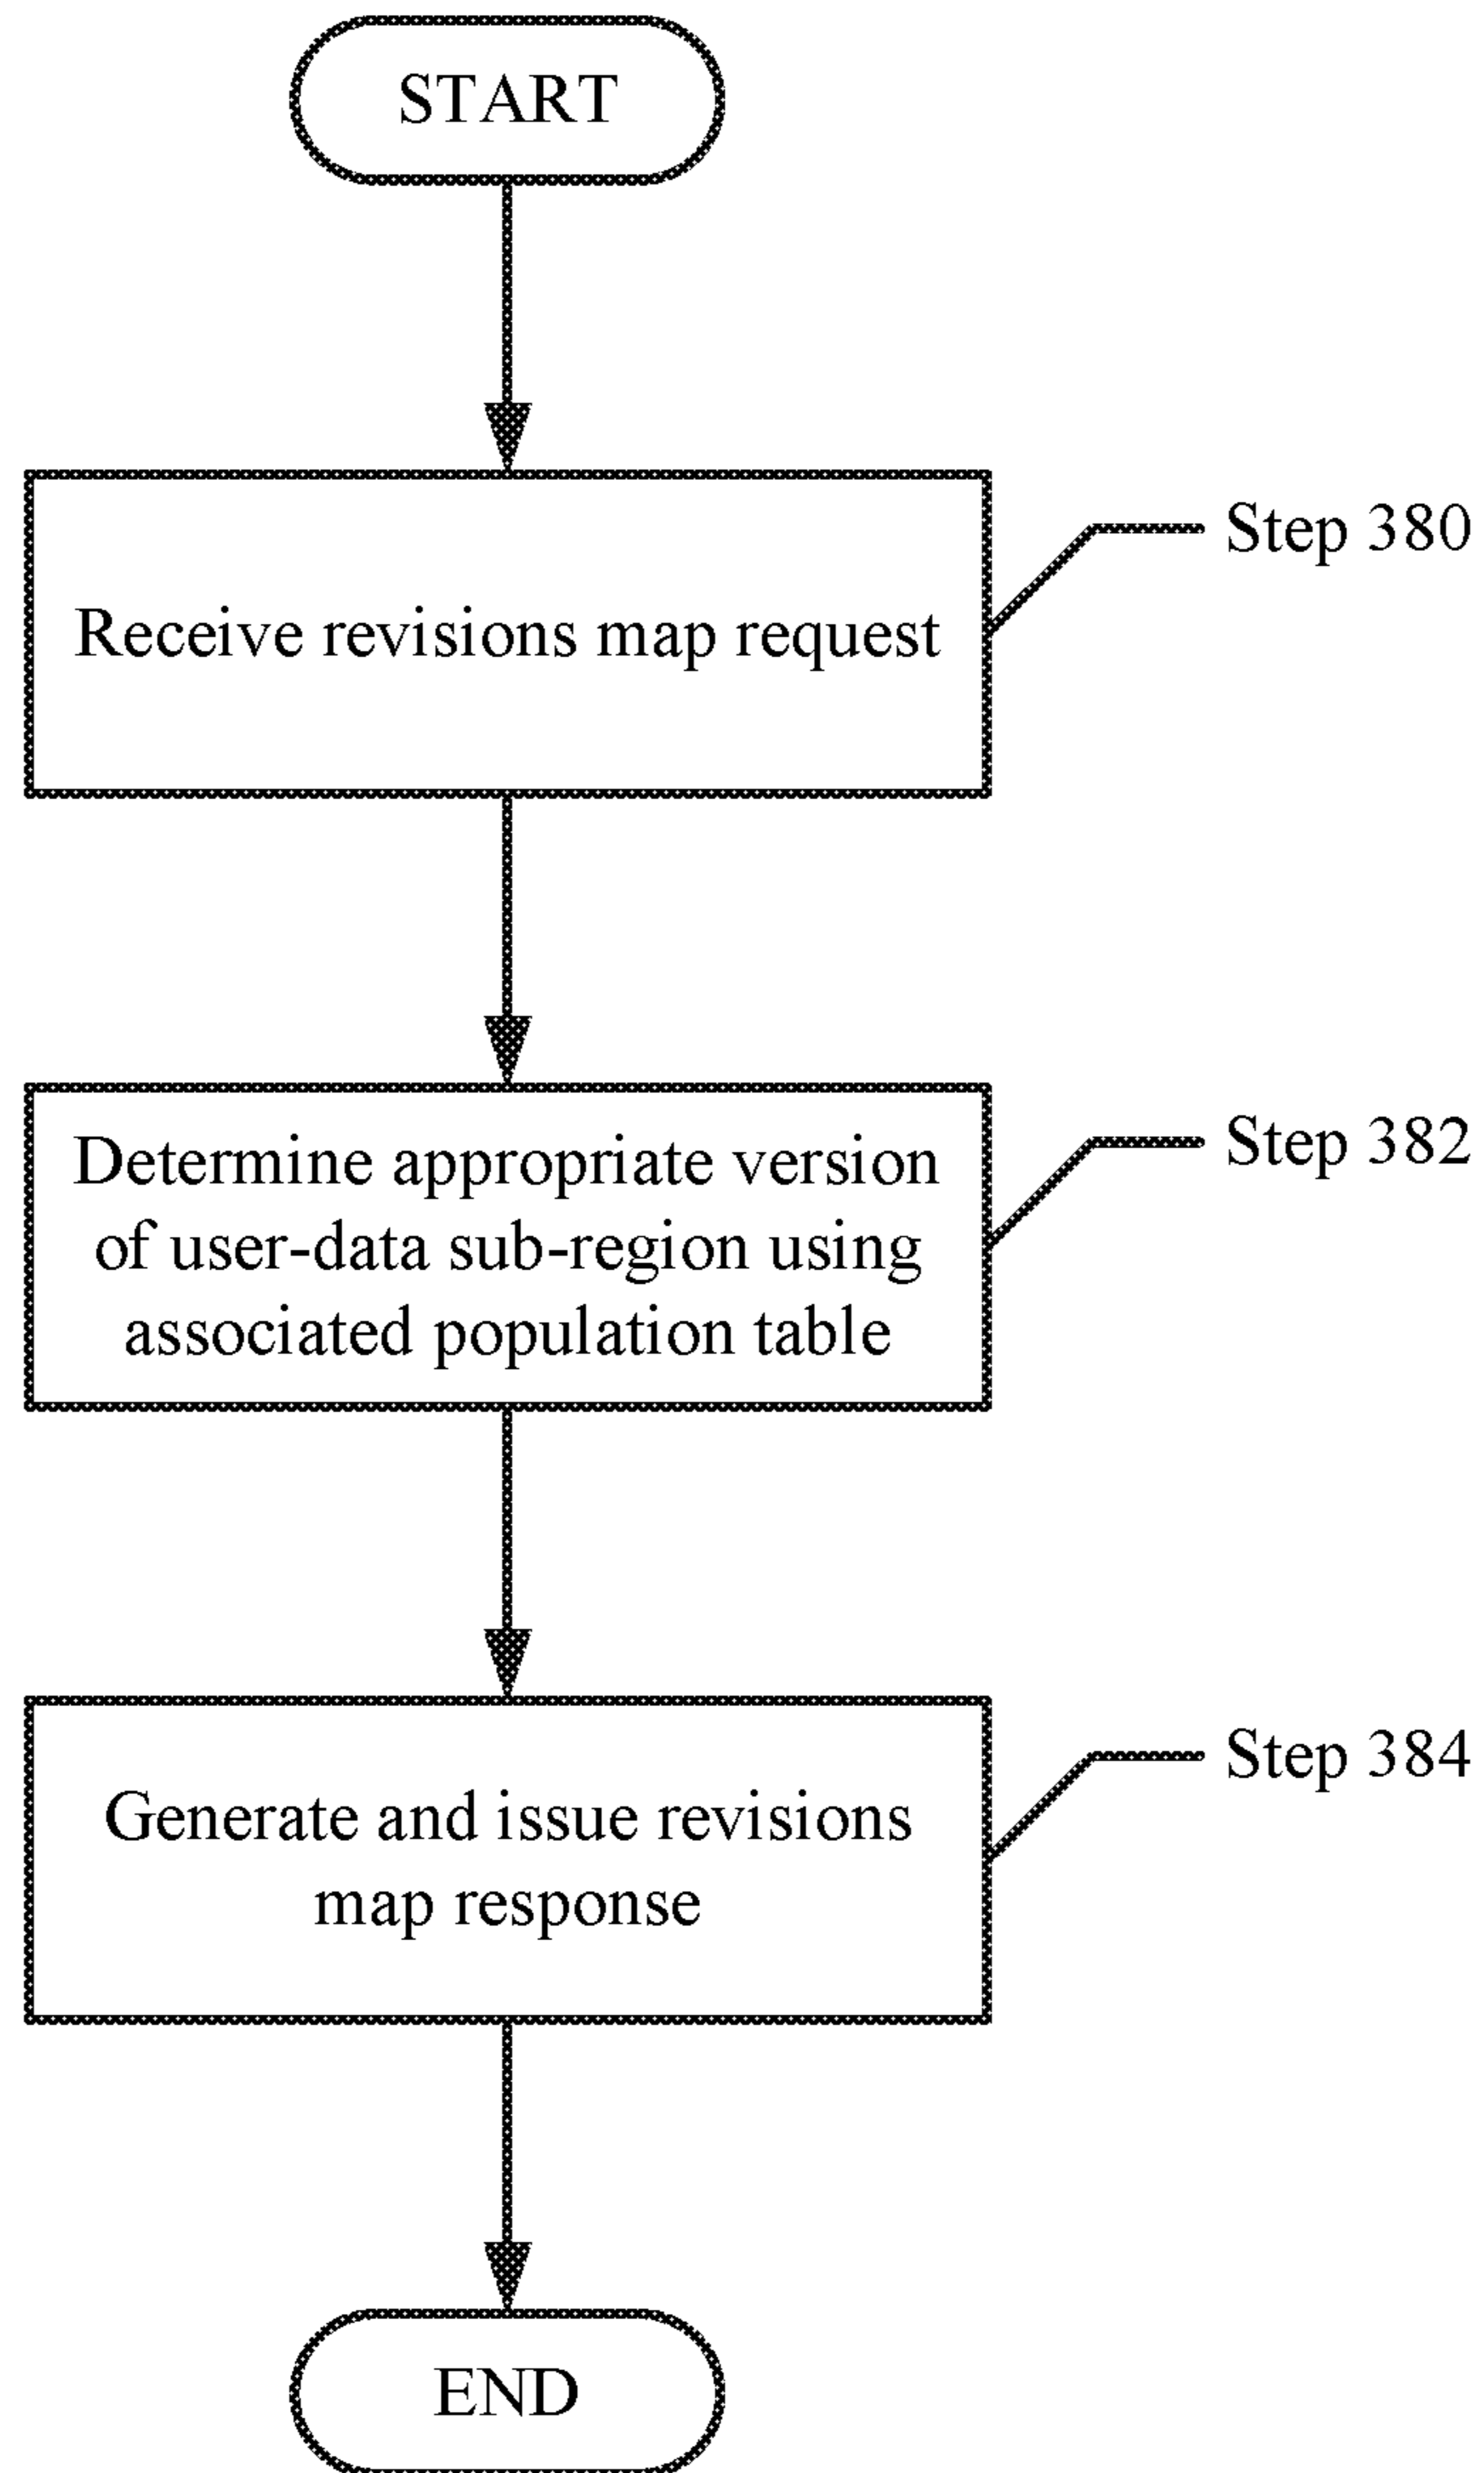 START
Receive revisions map request
Step 380
Determine appropriate version
of user-data sub-region using
associated population table
Step 382
Generate and issue revisions
map response
Step 384
END